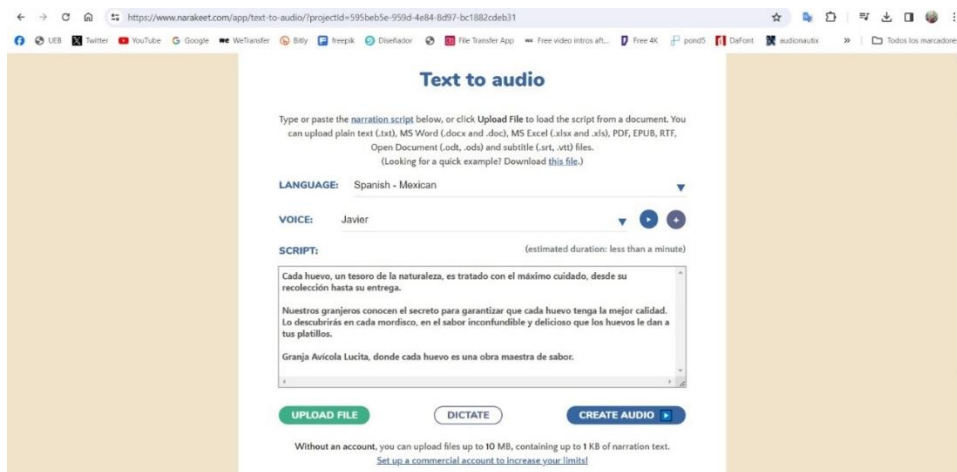 https://www.narakeet.com/app/text-to-audio/?projectId=595beb5e-959d-4e84-8d97-bc1882cdeb31
UEB Twitter YouTube Google WeTransfer Bitly freepik Diseñador File Transfer App Free video intros aft... Free 4K pond5 DaFont audionautix » Todos los marcadores
Text to audio
Type or paste the narration script below, or click Upload File to load the script from a document. You
can upload plain text (.txt), MS Word (.docx and .doc), MS Excel (.xlsx and .xls), PDF, EPUB, RTF,
Open Document (.odt, .ods) and subtitle (.srt, .vtt) files.
(Looking for a quick example? Download this file.)
LANGUAGE: Spanish - Mexican
VOICE: Javier
SCRIPT: (estimated duration: less than a minute)
Cada huevo, un tesoro de la naturaleza, es tratado con el máximo cuidado, desde su
recolección hasta su entrega.
Nuestros granjeros conocen el secreto para garantizar que cada huevo tenga la mejor calidad.
Lo descubrirás en cada mordisco, en el sabor inconfundible y delicioso que los huevos le dan a
tus platillos.
Granja Avícola Lucita, donde cada huevo es una obra maestra de sabor.
UPLOAD FILE DICTATE CREATE AUDIO
Without an account, you can upload files up to 10 MB, containing up to 1 KB of narration text.
Set up a commercial account to increase your limits!